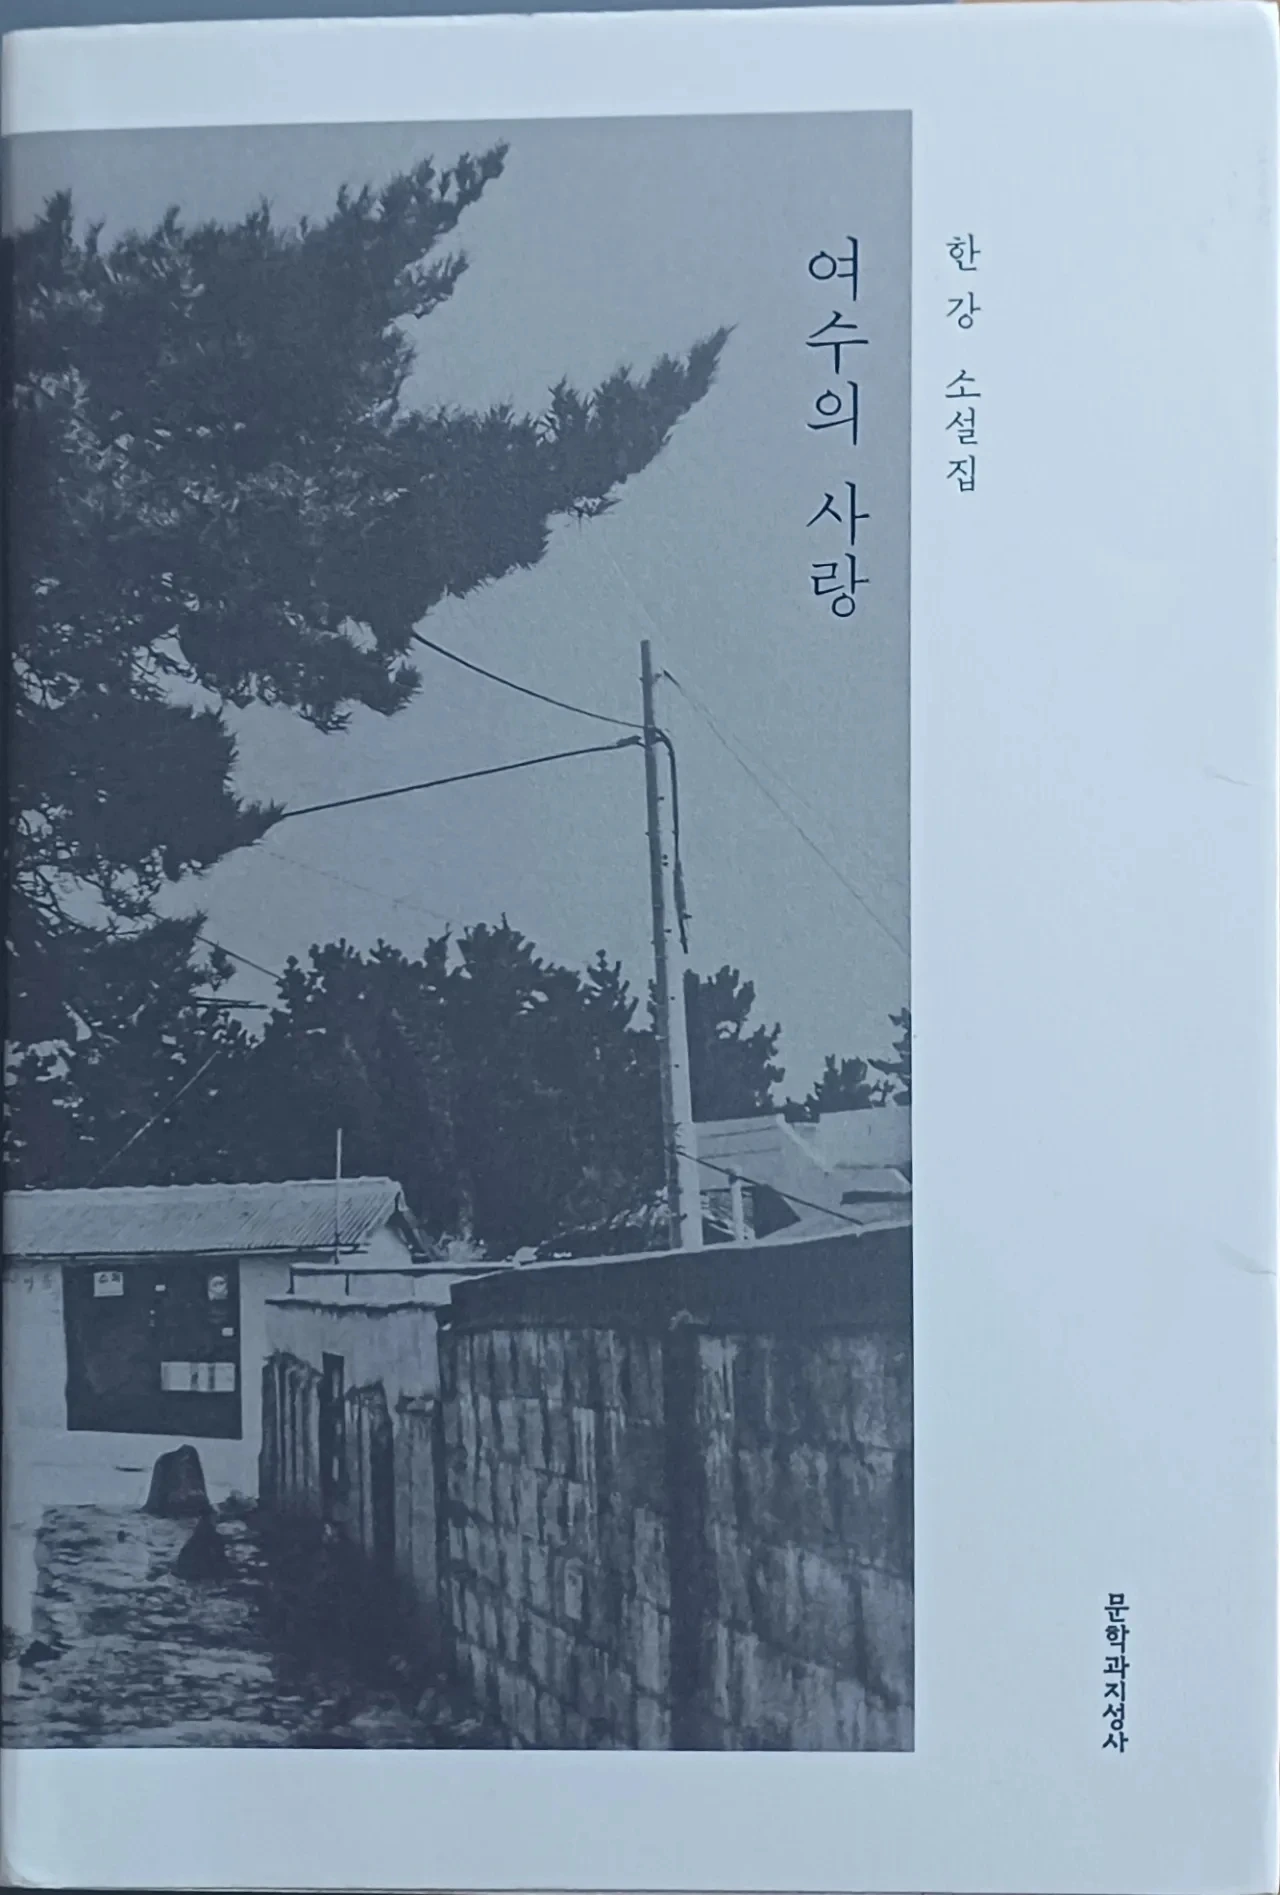 한강 소설집
여수의 사랑
문학과지성사